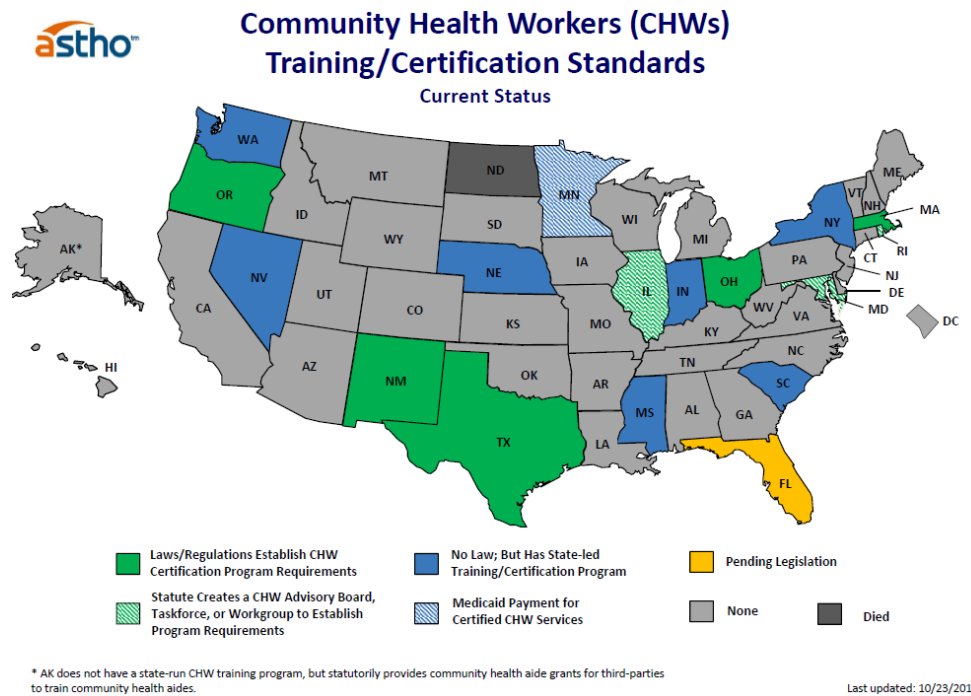 astho™
Community Health Workers (CHWs)
Training/Certification Standards
Current Status
WA
MT
ND
MN
OR
ID
WY
SD
WI
MI
NY
VT
NH
ME
MA
RI
CT
AK*
NV
UT
CO
NE
IA
IL
IN
OH
PA
NJ
DE
MD
DC
CA
AZ
NM
KS
MO
KY
WV
VA
HI
TX
OK
AR
TN
NC
SC
LA
MS
AL
GA
FL
Laws/Regulations Establish CHW
Certification Program Requirements
No Law; But Has State-led
Training/Certification Program
Pending Legislation
Statute Creates a CHW Advisory Board,
Taskforce, or Workgroup to Establish
Program Requirements
Medicaid Payment for
Certified CHW Services
None
Died
* AK does not have a state-run CHW training program, but statutorily provides community health aide grants for third-parties
to train community health aides.
Last updated: 10/23/201